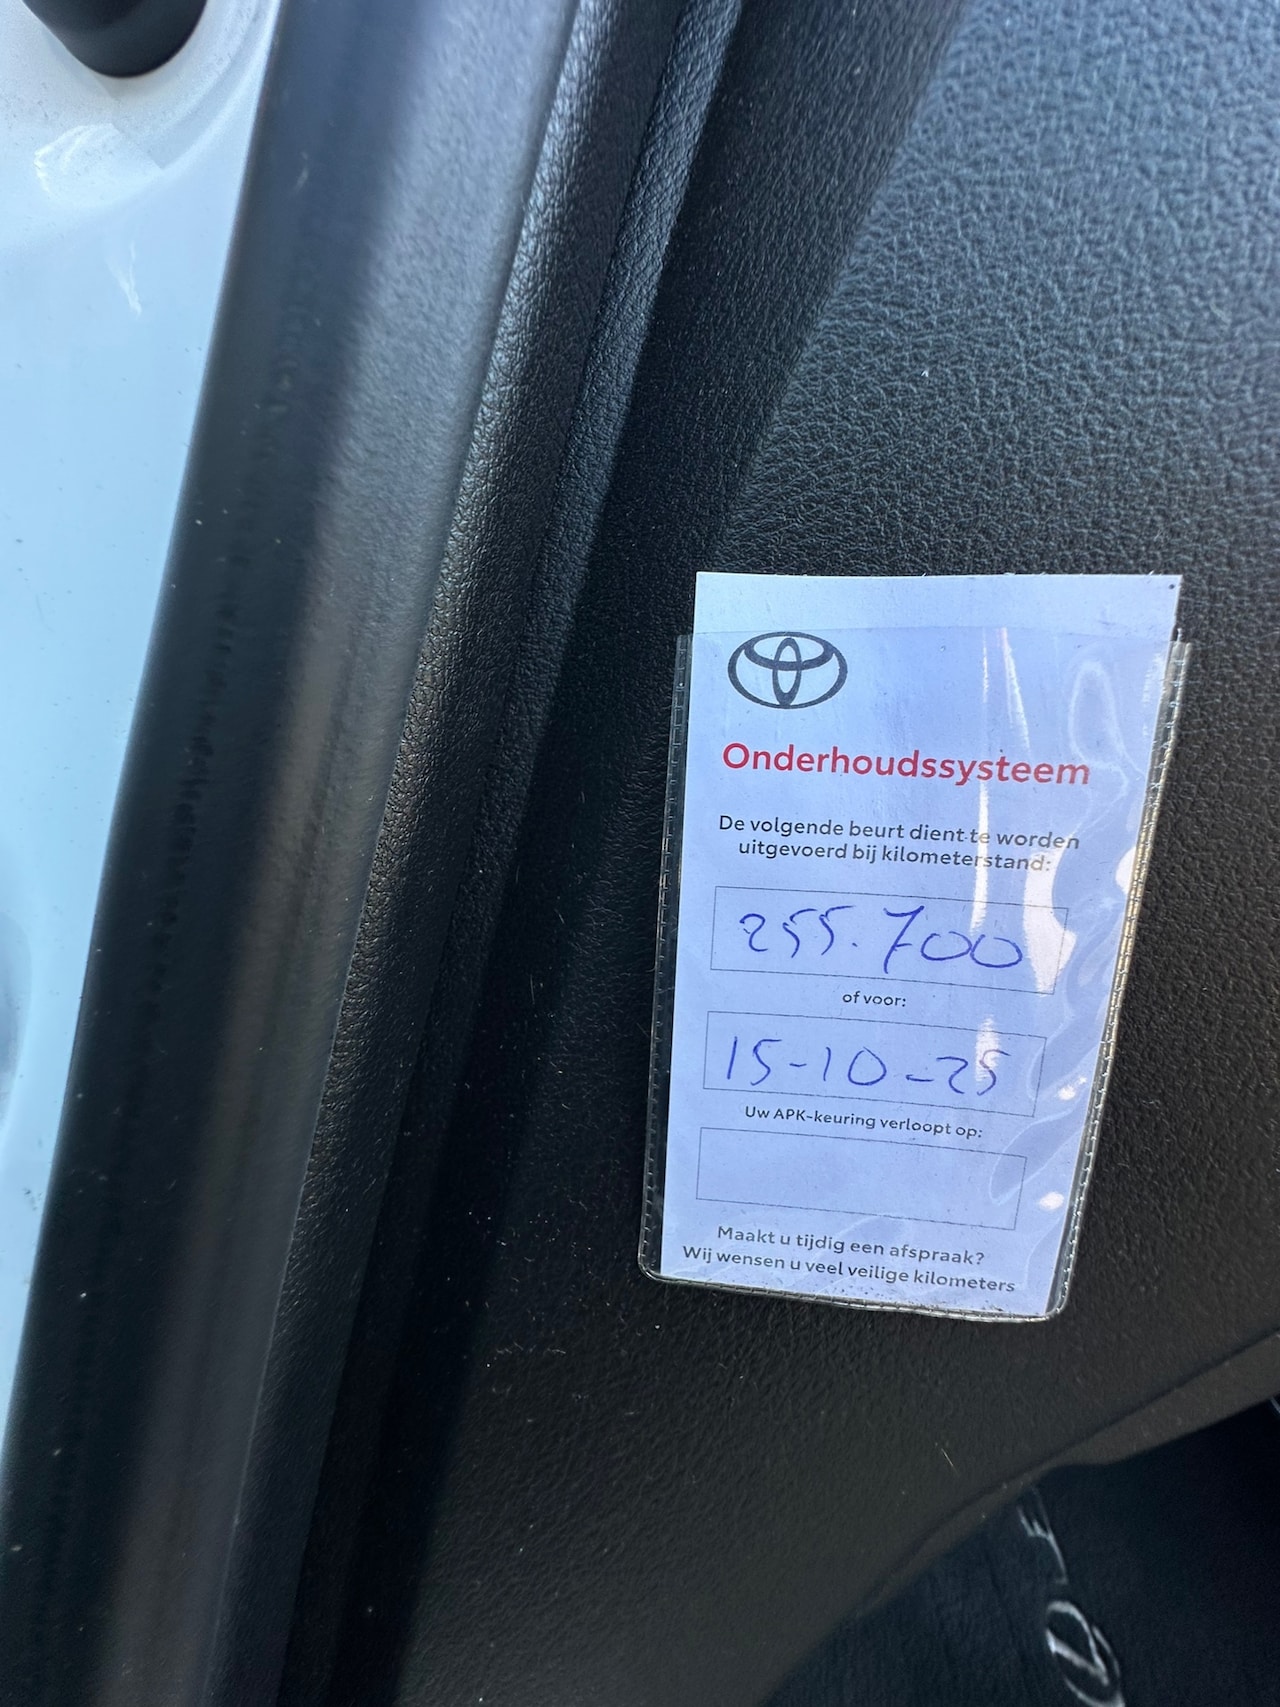 Onderhoudssysteem
De volgende beurt dient te worden
uitgevoerd bij kilometerstand:
255.700
of voor:
15-10-25
Uw APK-keuring verloopt op:
Maakt u tijdig een afspraak?
Wij wensen u veel veilige kilometers